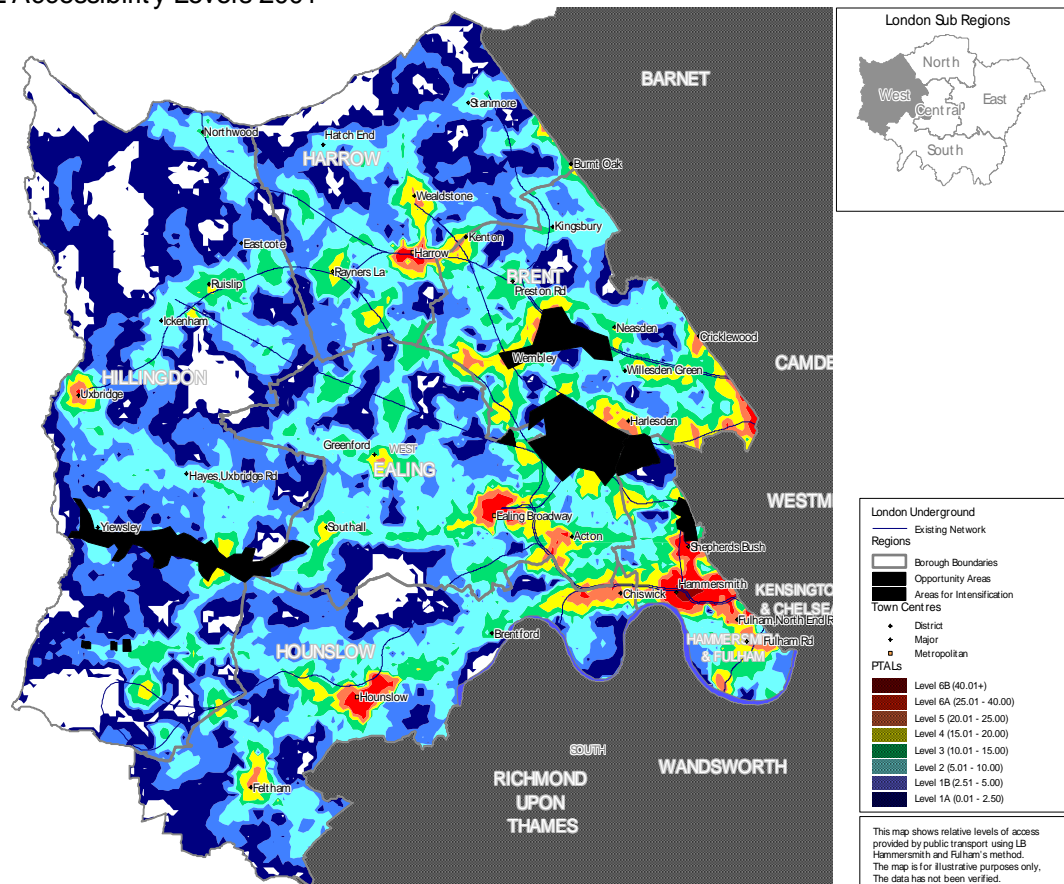 Accessibility Levels 2001
London Sub Regions
North
West
Central
East
South
BARNET
Stanmore
Northwood
Hatch End
HARROW
Burnt Oak
Wealdstone
Kingsbury
Kenton
Eastcote
Harrow
Rayners La
BRENT
Ruislip
Preston Rd
Ickenham
Neasden
Cricklewood
Wembley
CAMDE
Willesden Green
HILLINGDON
Uxbridge
Harlesden
Greenford
WEST
EALING
Hayes,Uxbridge Rd
WESTMI
Ealing Broadway
Yiewsley
Southall
Acton
Shepherds Bush
Hammersmith
KENSINGTO
& CHELSEA
Chiswick
Fulham,North End R
Brentford
HAMMERSMITH
Fulham Rd
& FULHAM
HOUNSLOW
Hounslow
SOUTH
WANDSWORTH
RICHMOND
UPON
THAMES
Feltham
London Underground
Existing Network
Regions
Borough Boundaries
Opportunity Areas
Areas for Intensification
Town Centres
District
Major
Metropolitan
PTALs
Level 6B (40.01+)
Level 6A (25.01 - 40.00)
Level 5 (20.01 - 25.00)
Level 4 (15.01 - 20.00)
Level 3 (10.01 - 15.00)
Level 2 (5.01 - 10.00)
Level 1B (2.51 - 5.00)
Level 1A (0.01 - 2.50)
This map shows relative levels of access
provided by public transport using LB
Hammersmith and Fulham's method.
The map is for illustrative purposes only,
The data has not been verified.